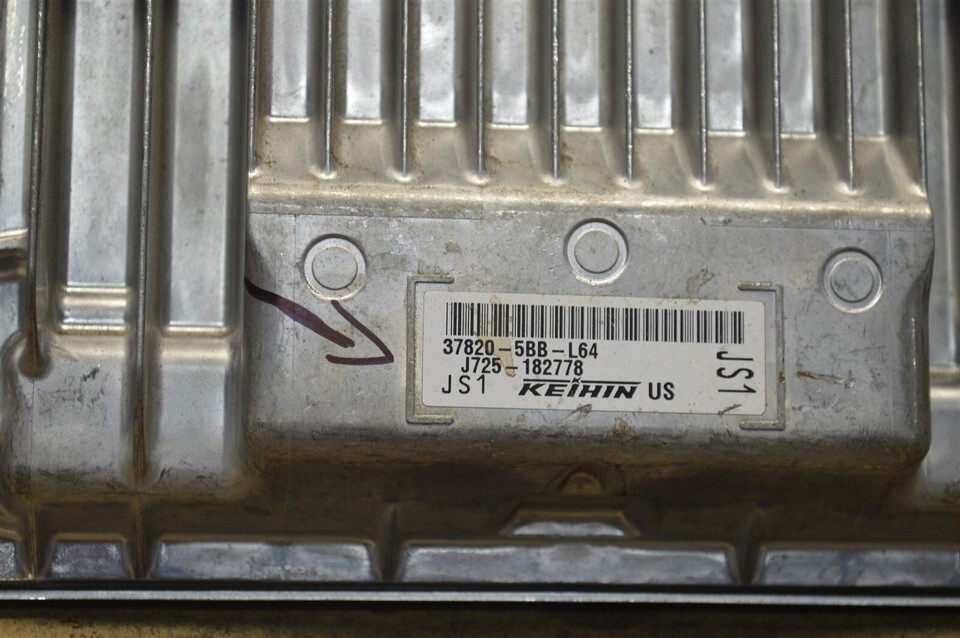 37820-5BB-L64
J725-182778
JS1 KEIHIN US
JS1